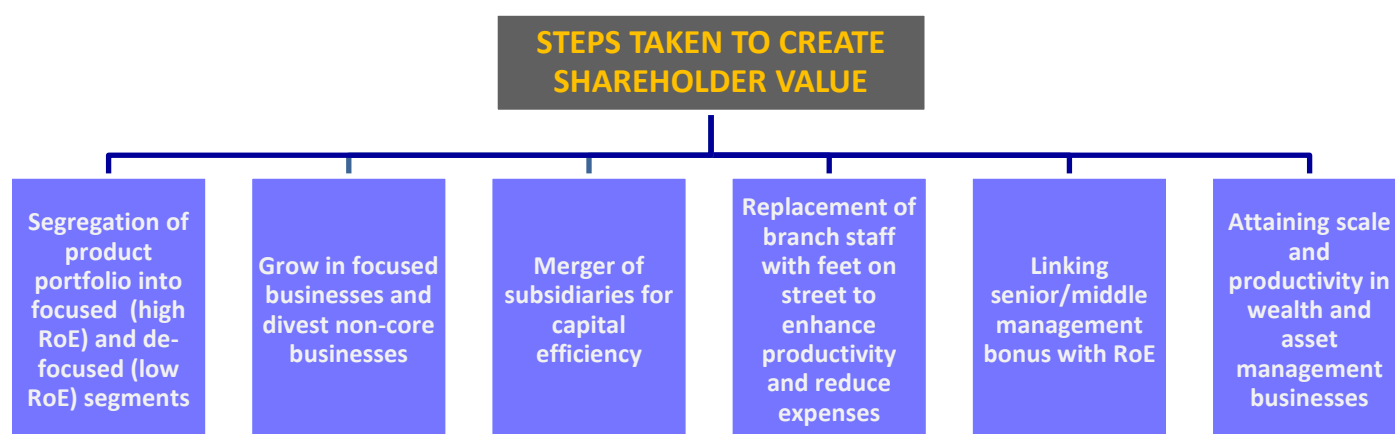 STEPS TAKEN TO CREATE
SHAREHOLDER VALUE
Segregation of
product
portfolio into
focused (high
RoE) and de-
focused (low
RoE) segments
Grow in focused
businesses and
divest non-core
businesses
Merger of
subsidiaries for
capital
efficiency
Replacement of
branch staff
with feet on
street to
enhance
productivity
and reduce
expenses
Linking
senior/middle
management
bonus with RoE
Attaining scale
and
productivity in
wealth and
asset
management
businesses